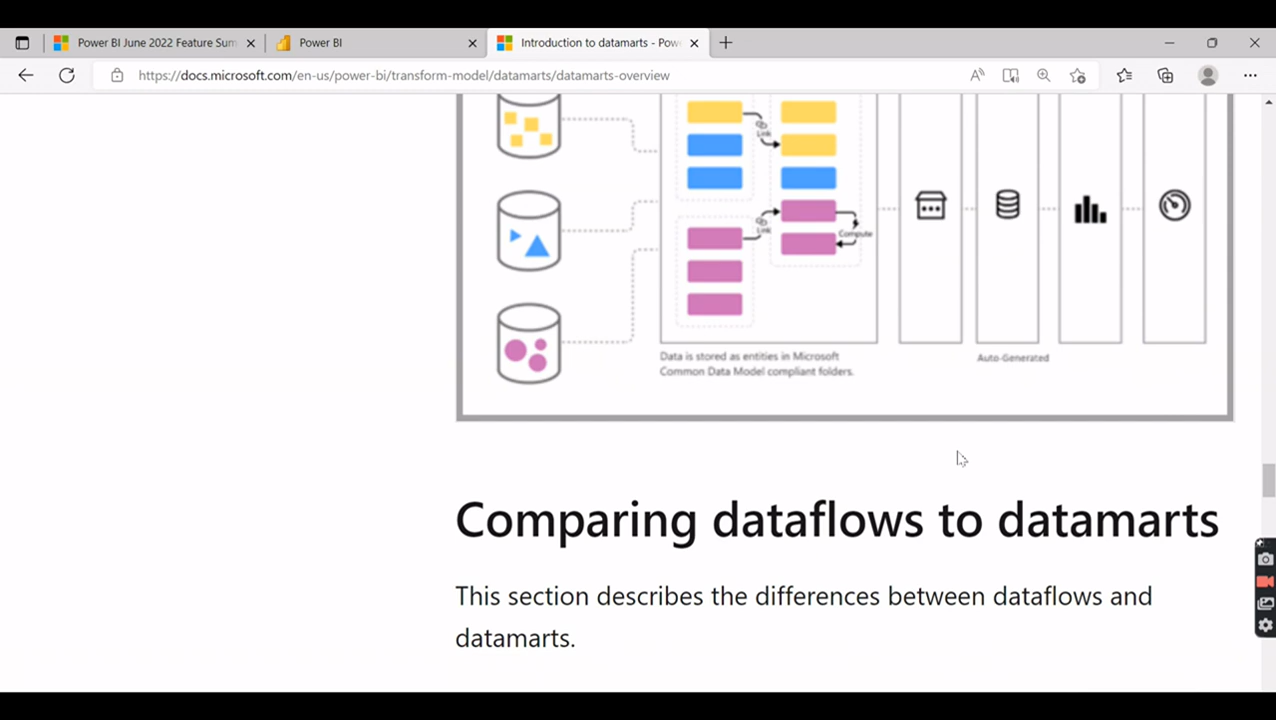 Power BI June 2022 Feature Sum
Power BI
Introduction to datamarts - Pow
https://docs.microsoft.com/en-us/power-bi/transform-model/datamarts/datamarts-overview
Link
Link
Compute
Data is stored as entities in Microsoft
Common Data Model compliant folders.
Auto-Generated
Comparing dataflows to datamarts
This section describes the differences between dataflows and
datamarts.